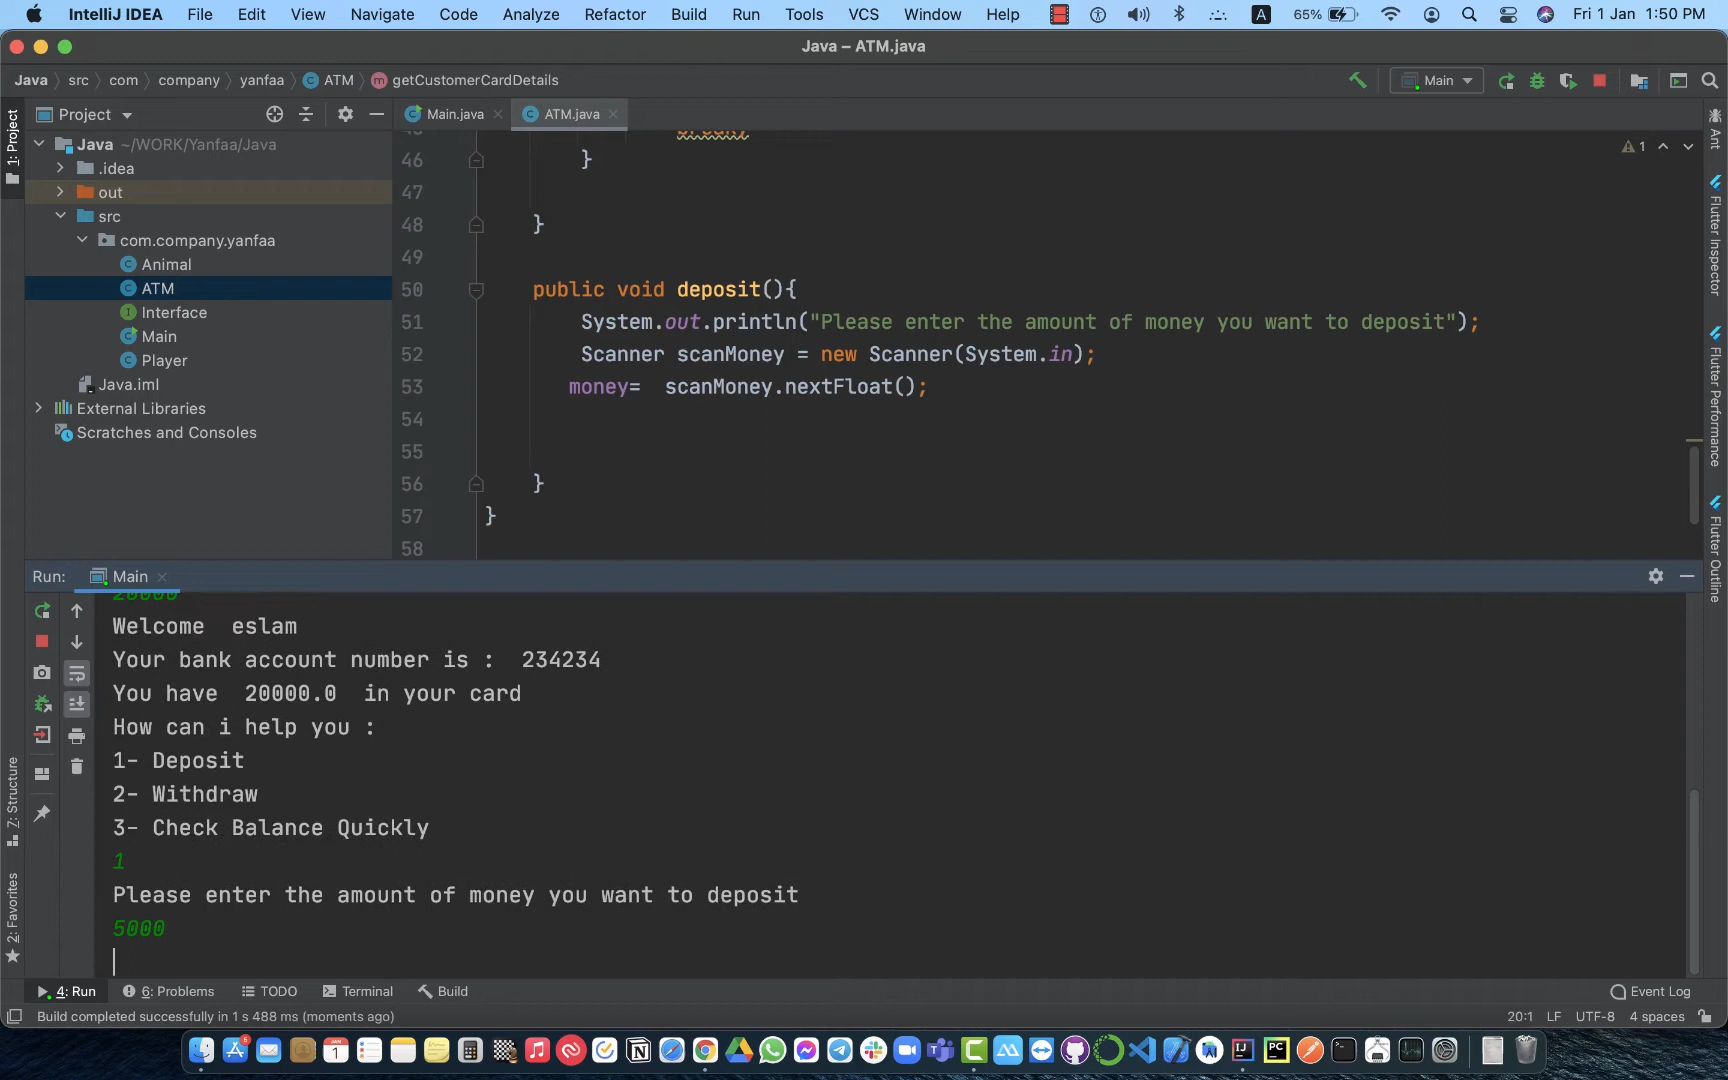 IntelliJ IDEA File Edit View Navigate Code Analyze Refactor Build Run Tools VCS Window Help A 65% Fri 1 Jan 1:50 PM
Java – ATM.java
Java src com company yanfaa ATM getCustomerCardDetails Main
1: Project
Project
Main.java
ATM.java
Java ~/WORK/Yanfaa/Java
.idea
out
src
com.company.yanfaa
Animal
ATM
Interface
Main
Player
Java.iml
External Libraries
Scratches and Consoles
break;
46 }
47
48 }
49
50 public void deposit(){
51 System.out.println("Please enter the amount of money you want to deposit");
52 Scanner scanMoney = new Scanner(System.in);
53 money= scanMoney.nextFloat();
54
55
56 }
57 }
58
1
Ant
Flutter Inspector
Flutter Performance
Flutter Outline
Run: Main
20000
Welcome eslam
Your bank account number is : 234234
You have 20000.0 in your card
How can i help you :
1- Deposit
2- Withdraw
3- Check Balance Quickly
1
Please enter the amount of money you want to deposit
5000
Z: Structure
2: Favorites
4: Run 6: Problems TODO Terminal Build Event Log
Build completed successfully in 1 s 488 ms (moments ago) 20:1 LF UTF-8 4 spaces